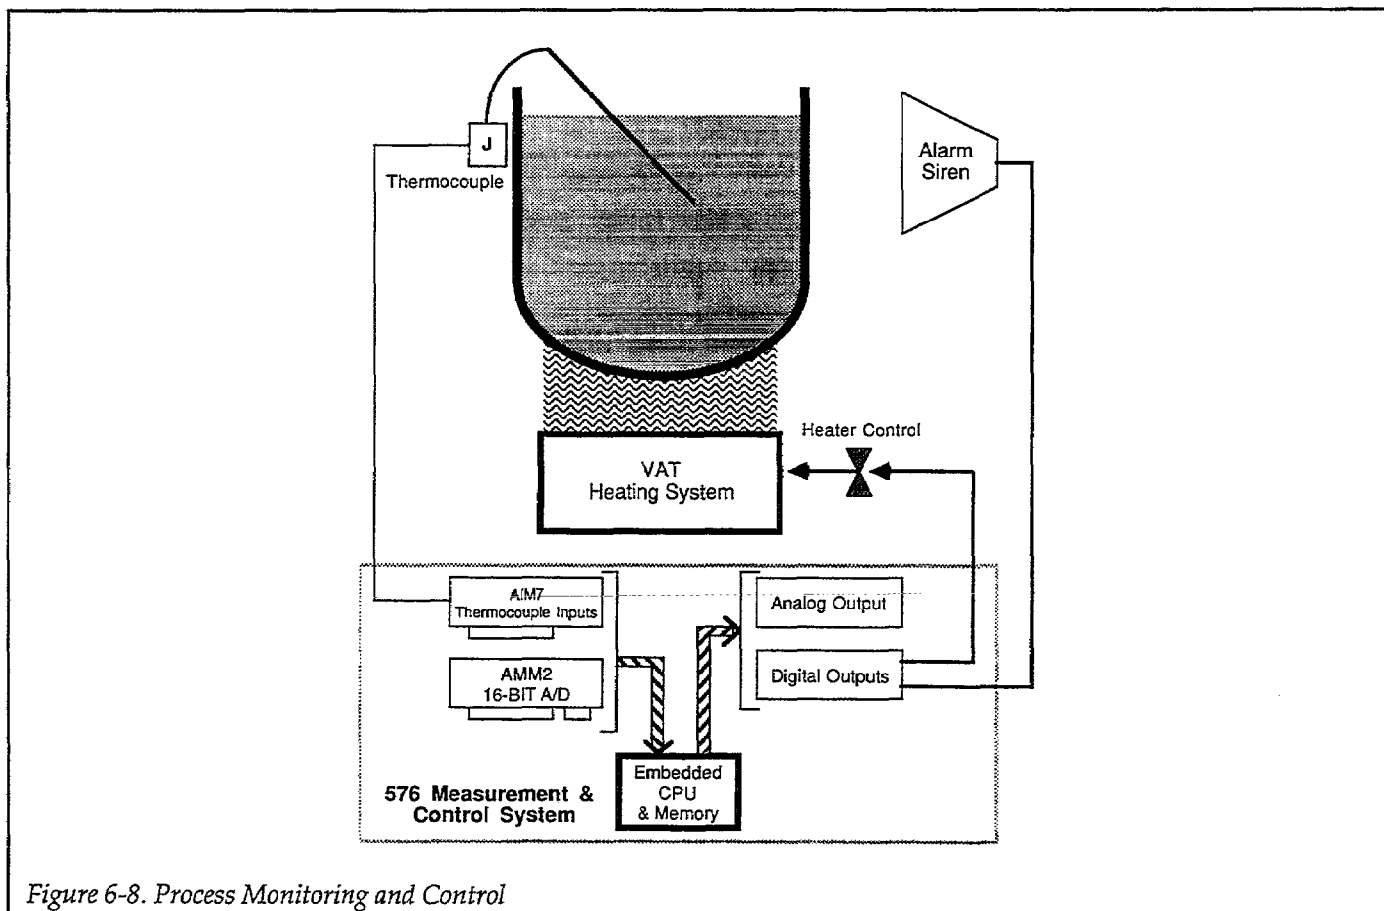 J
Thermocouple
Alarm
Siren
Heater Control
VAT
Heating System
AIM7
Thermocouple Inputs
Analog Output
AMM2
16-BIT A/D
Digital Outputs
Embedded
CPU
& Memory
576 Measurement &
Control System
Figure 6-8. Process Monitoring and Control